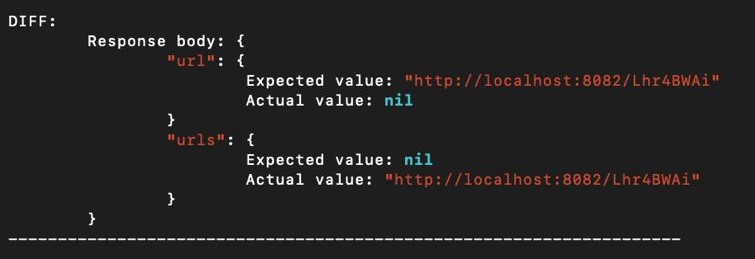 DIFF:
Response body: {
"url": {
Expected value: "http://localhost:8082/Lhr4BWAi"
Actual value: nil
}
"urls": {
Expected value: nil
Actual value: "http://localhost:8082/Lhr4BWAi"
}
}
--------------------------------------------------------------------